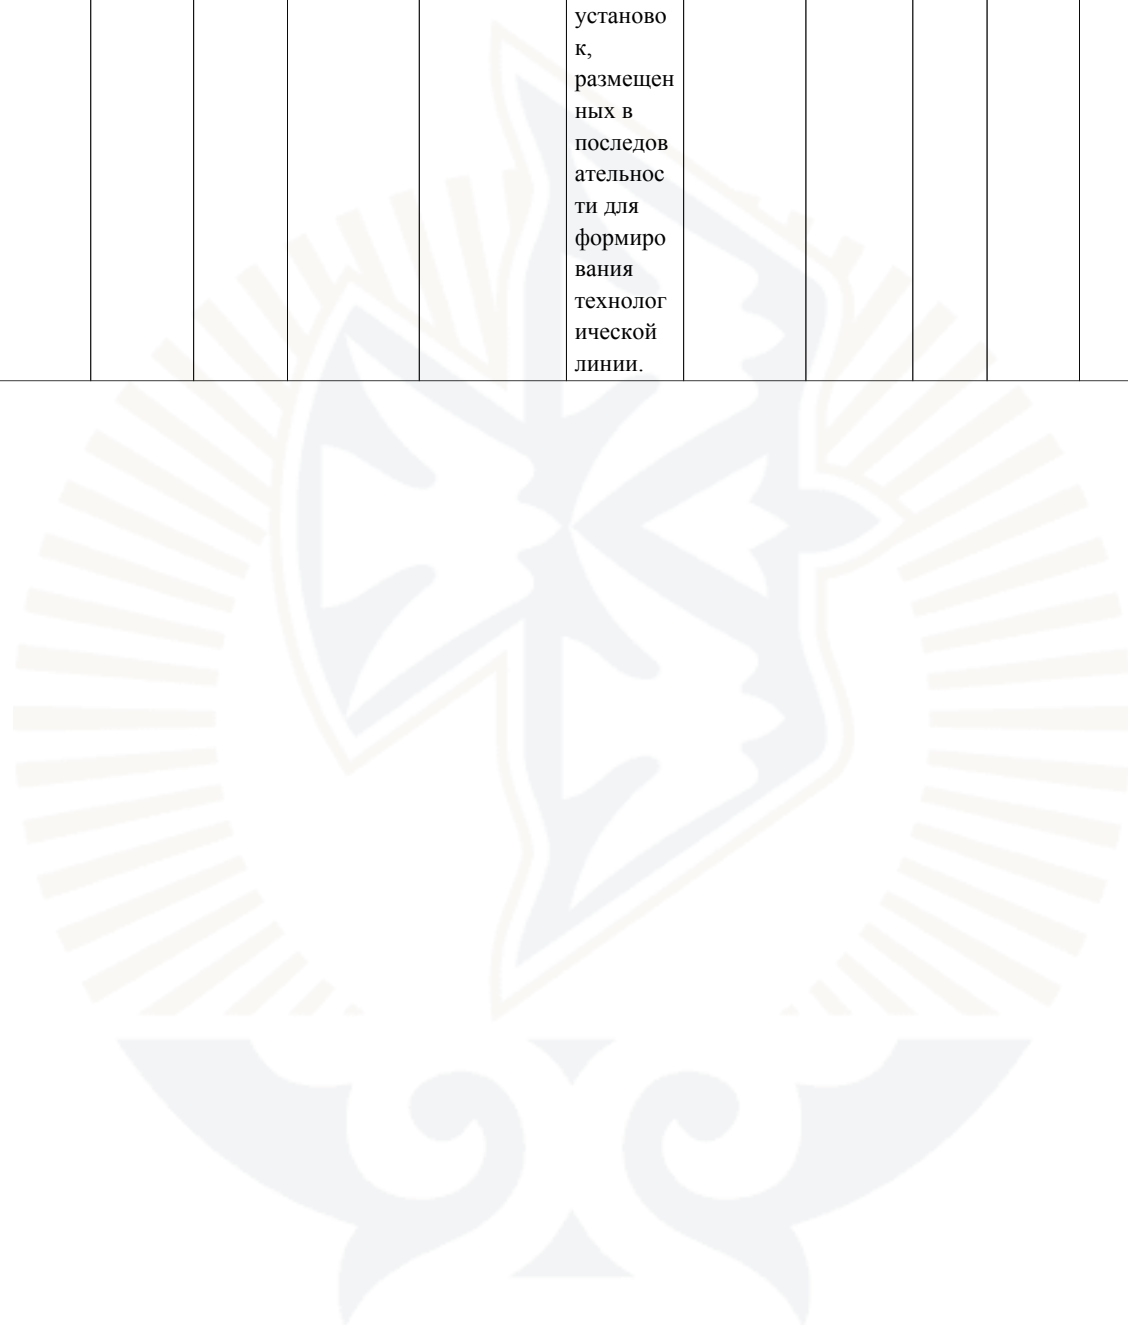 установо
к,
размещен
ных в
последов
ательнос
ти для
формиро
вания
технолог
ической
линии.